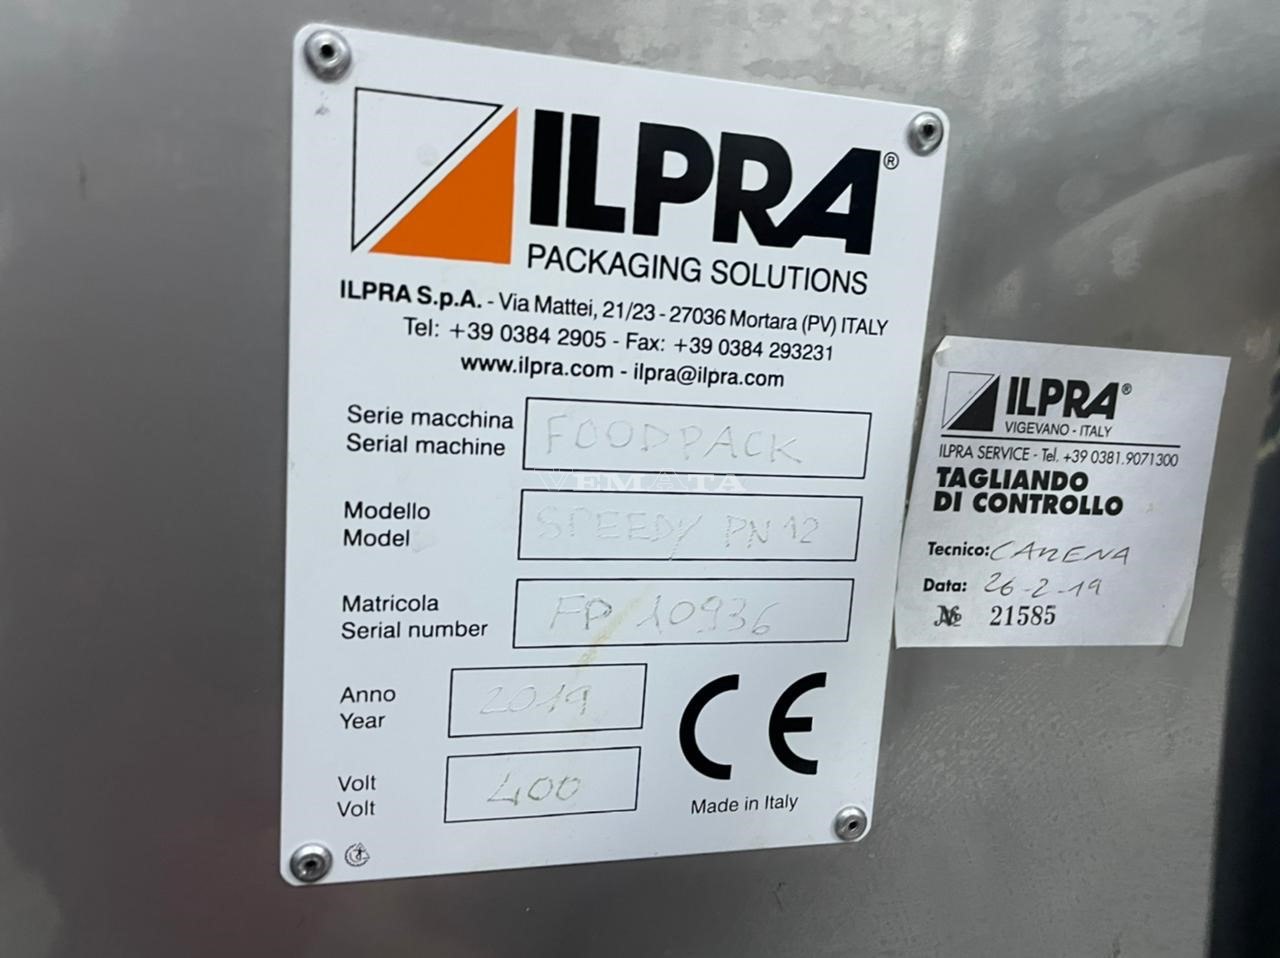 ILPRA®
PACKAGING SOLUTIONS
ILPRA S.p.A. - Via Mattei, 21/23 - 27036 Mortara (PV) ITALY
Tel: +39 0384 2905 - Fax: +39 0384 293231
www.ilpra.com - ilpra@ilpra.com
Serie macchina
Serial machine
FOODPACK
VEMATA
Modello
Model
SPEEDY PN12
Matricola
Serial number
FP 10936
Anno
Year
2019
Volt
Volt
400
CE
Made in Italy
ILPRA®
VIGEVANO - ITALY
ILPRA SERVICE - Tel. +39 0381.9071300
TAGLIANDO
DI CONTROLLO
Tecnico: CARENA
Data: 26-2-19
№ 21585